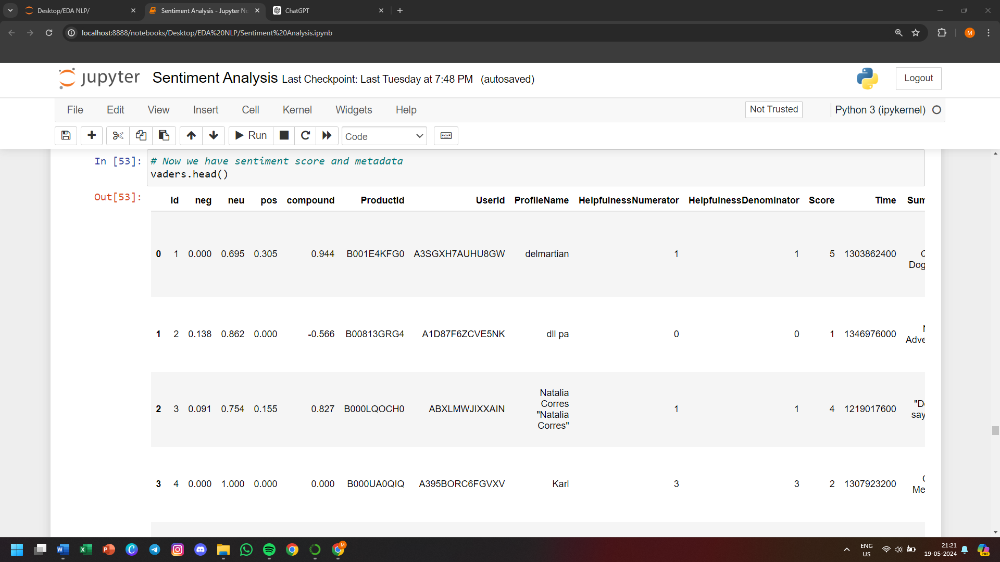 Desktop/EDA NLP/
Sentiment Analysis - Jupyter No
ChatGPT
localhost:8888/notebooks/Desktop/EDA%20NLP/Sentiment%20Analysis.ipynb
M
jupyter Sentiment Analysis Last Checkpoint: Last Tuesday at 7:48 PM (autosaved)
Logout
File Edit View Insert Cell Kernel Widgets Help
Not Trusted
Python 3 (ipykernel)
Run
Code
In [53]: # Now we have sentiment score and metadata
vaders.head()
Out[53]:
Id neg neu pos compound ProductId UserId ProfileName HelpfulnessNumerator HelpfulnessDenominator Score Time Sum
0 1 0.000 0.695 0.305 0.944 B001E4KFG0 A3SGXH7AUHU8GW delmartian 1 1 5 1303862400
Dog
1 2 0.138 0.862 0.000 -0.566 B00813GRG4 A1D87F6ZCVE5NK dll pa 0 0 1 1346976000
Adve
2 3 0.091 0.754 0.155 0.827 B000LQOCH0 ABXLMWJIXXAIN Natalia Corres "Natalia Corres" 1 1 4 1219017600
"D
say
3 4 0.000 1.000 0.000 0.000 B000UA0QIQ A395BORC6FGVXV Karl 3 3 2 1307923200
Me
M
ENG
US
21:21
19-05-2024
PRE